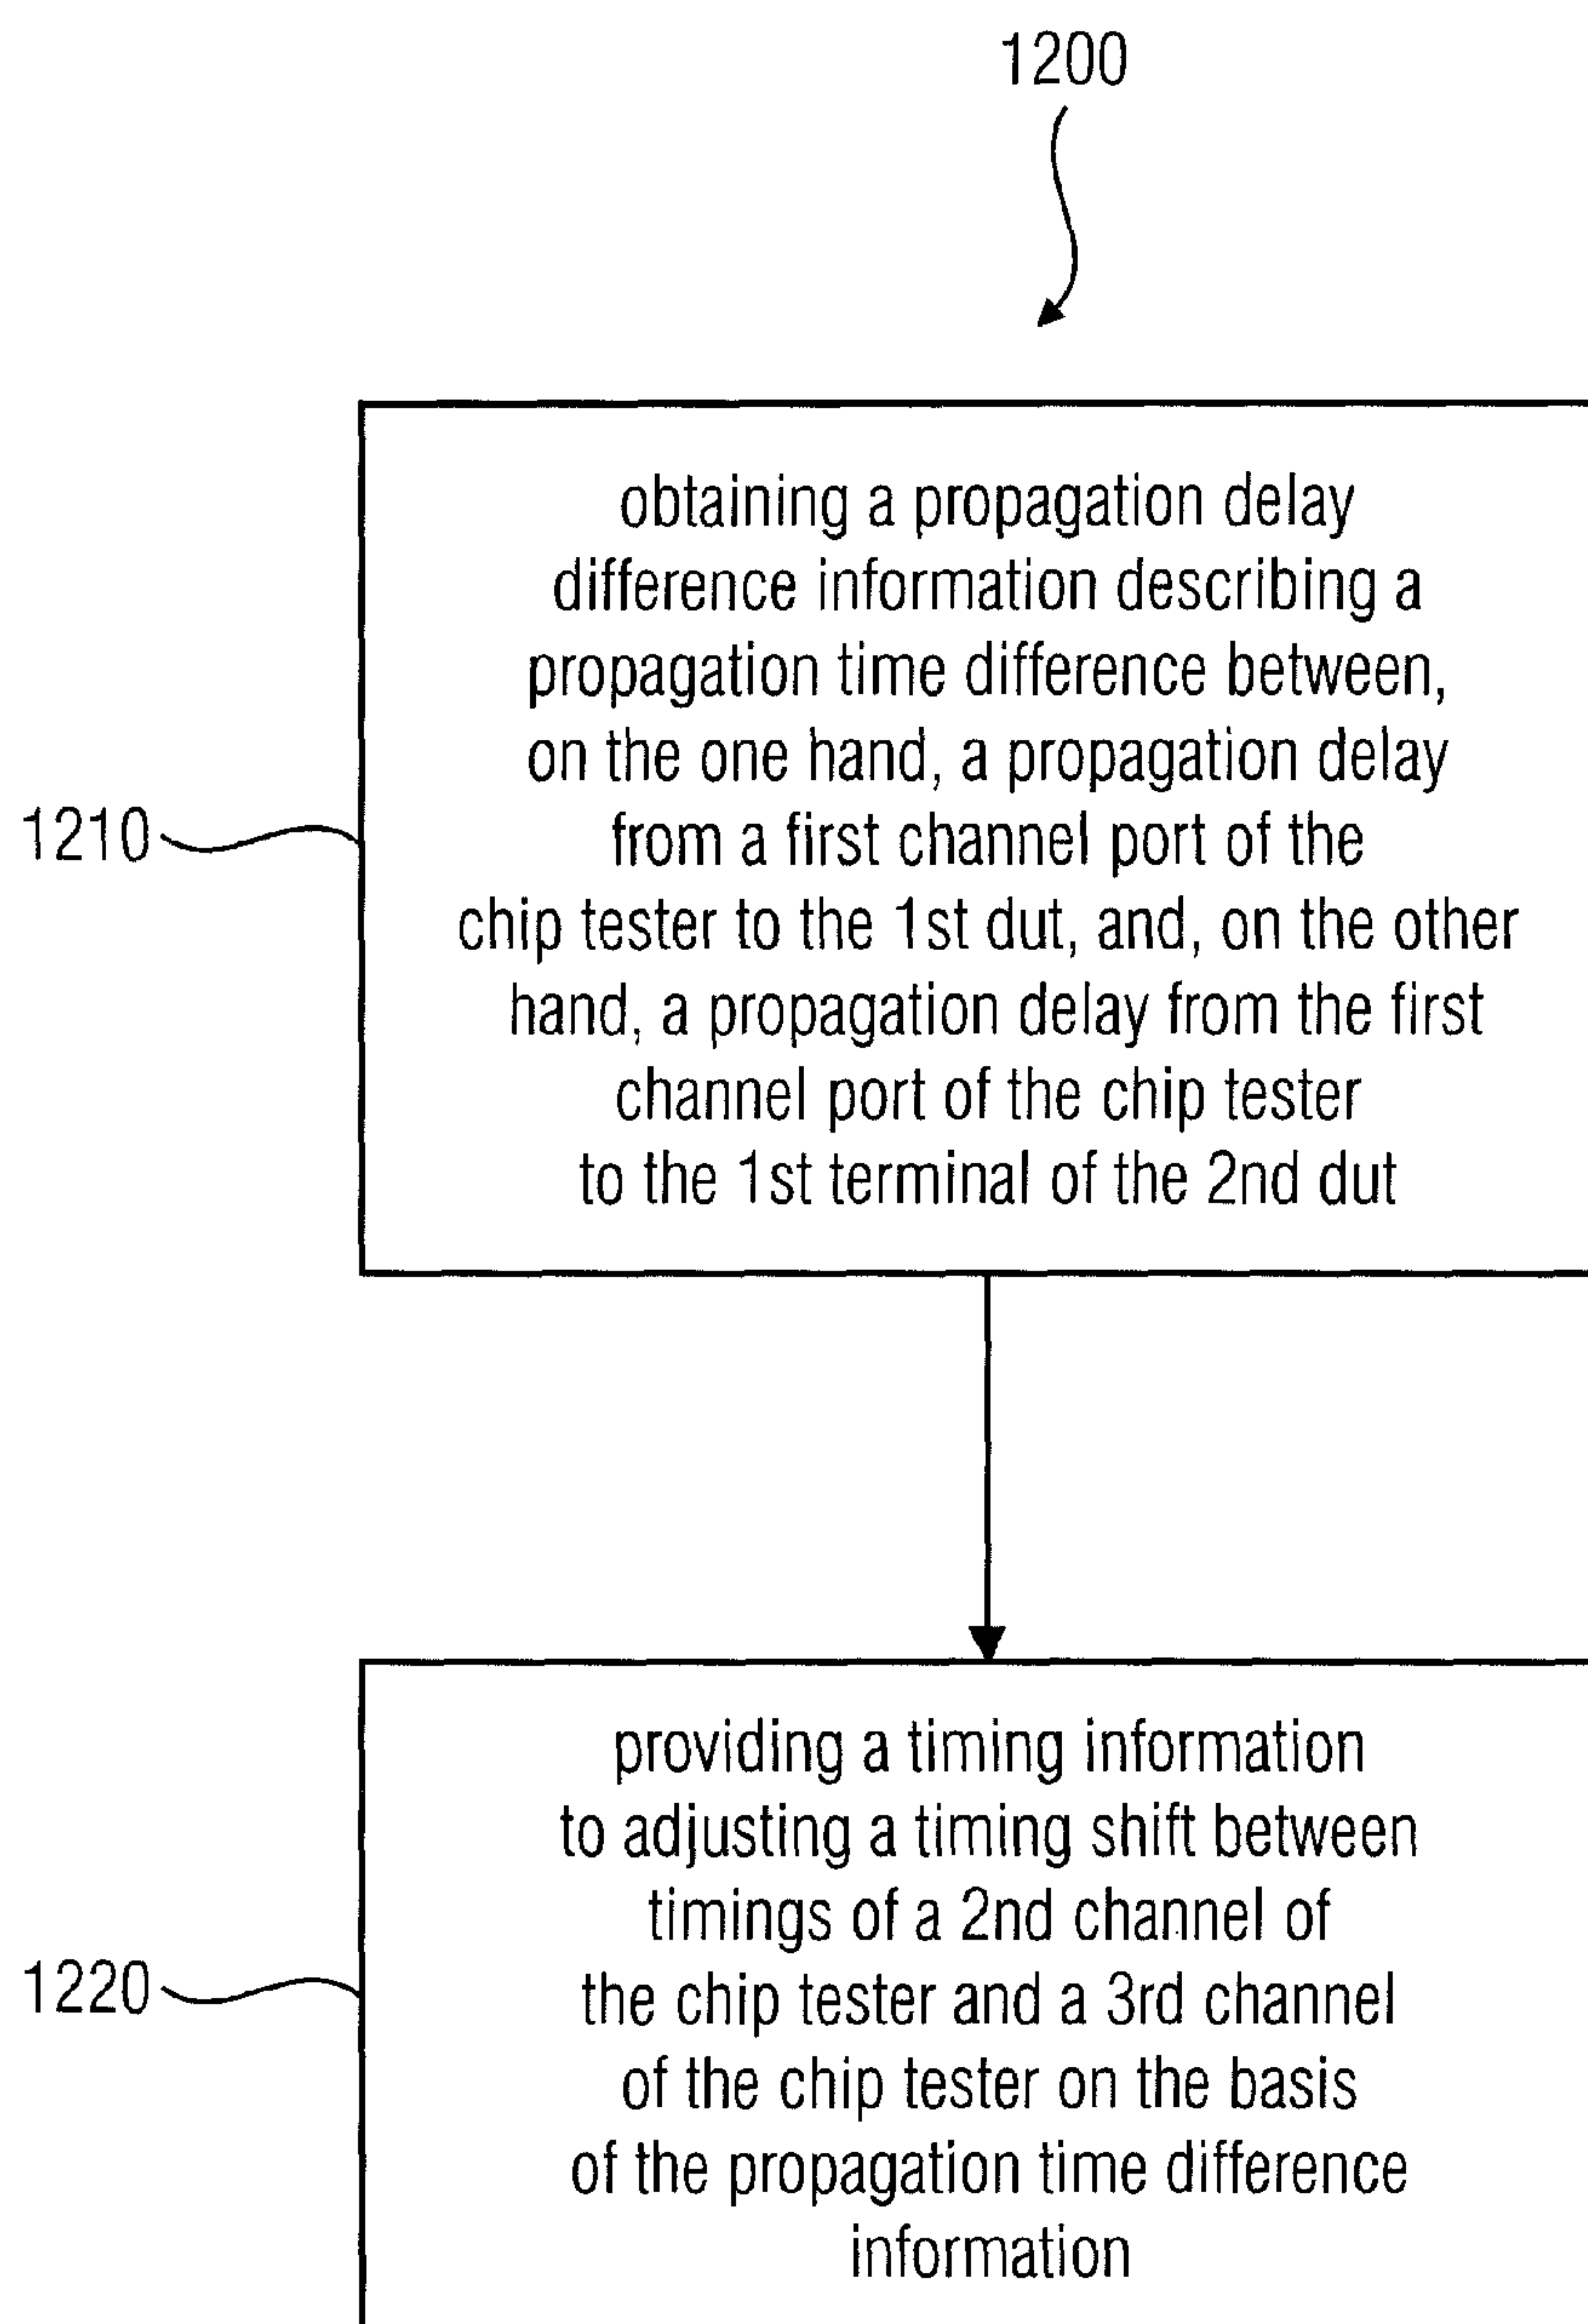 1200
obtaining a propagation delay
difference information describing a
propagation time difference between,
on the one hand, a propagation delay
from a first channel port of the
1210
chip tester to the 1st dut, and, on the other
hand, a propagation delay from the first
channel port of the chip tester
to the 1st terminal of the 2nd dut
providing a timing information
to adjusting a timing shift between
timings of a 2nd channel of
1220
the chip tester and a 3rd channel
of the chip tester on the basis
of the propagation time difference
information